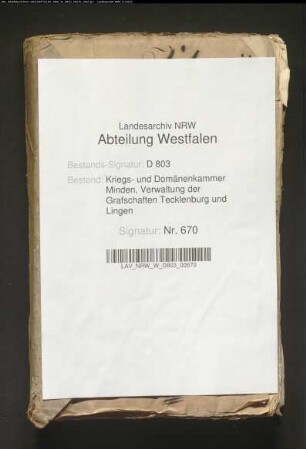 Landesarchiv NRW
Abteilung Westfalen
Bestands-Signatur: D 803
Bestand: Kriegs- und Domänenkammer
Minden, Verwaltung der
Grafschaften Tecklenburg und
Lingen
Signatur: Nr. 670
LAV_NRW_W_D803_00670